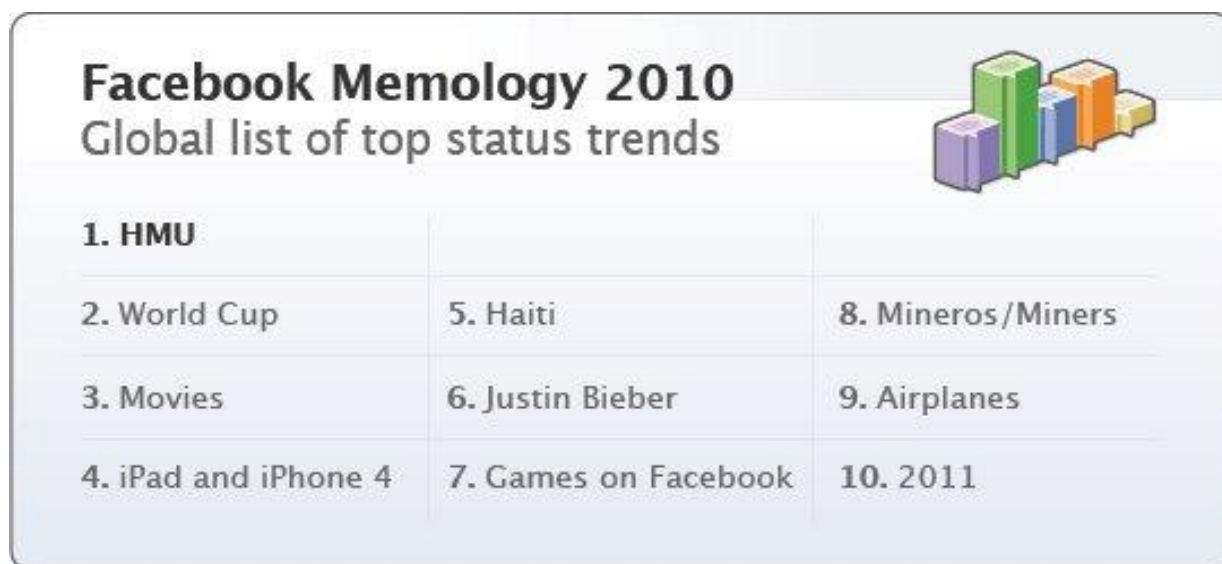 Facebook Memology 2010
Global list of top status trends
1. HMU
2. World Cup
3. Movies
4. iPad and iPhone 4
5. Haiti
6. Justin Bieber
7. Games on Facebook
8. Mineros/Miners
9. Airplanes
10. 2011